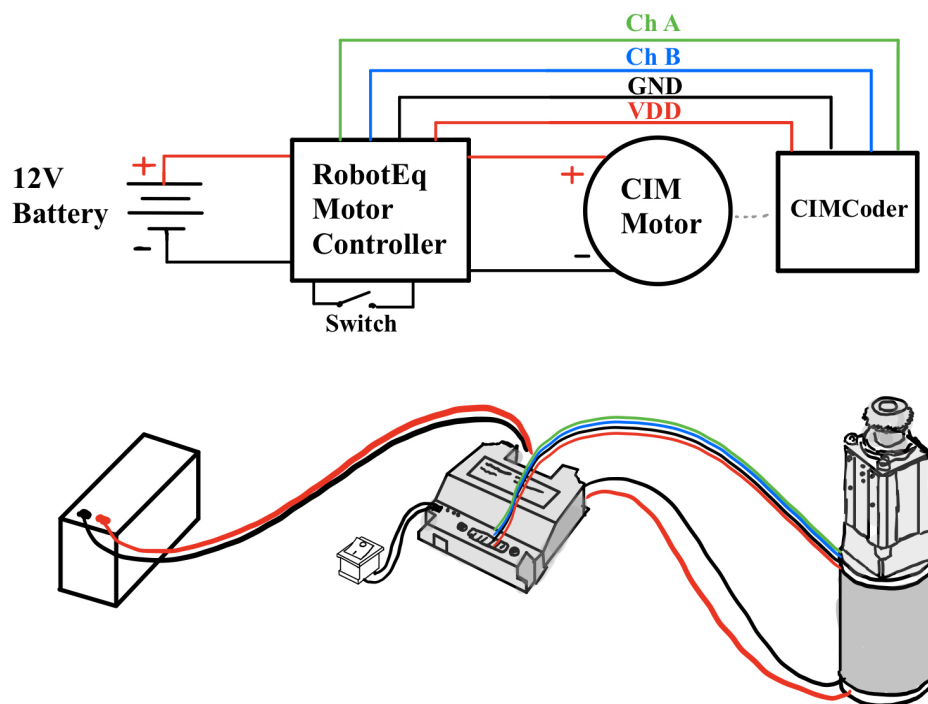 Ch A
Ch B
GND
VDD
12V
Battery
+
-
RobotEq
Motor
Controller
+
-
CIM
Motor
CIMCoder
Switch